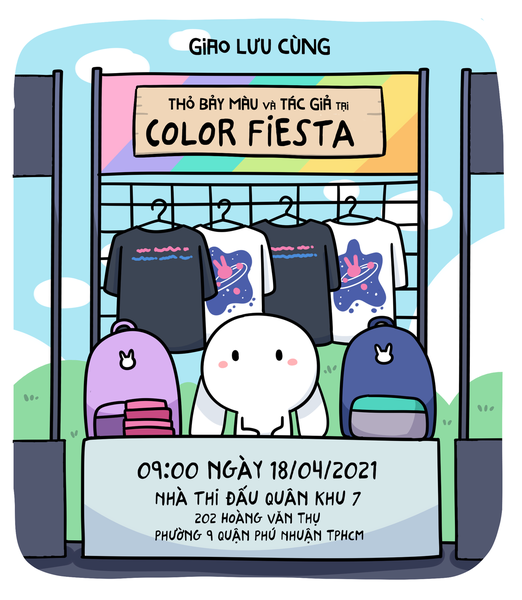 GIAO LƯU CÙNG
THỎ BẢY MÀU VÀ TÁC GIẢ TẠI
COLOR FIESTA
09:00 NGÀY 18/04/2021
NHÀ THI ĐẤU QUÂN KHU 7
202 HOÀNG VĂN THỤ
PHƯỜNG 9 QUẬN PHÚ NHUẬN TPHCM